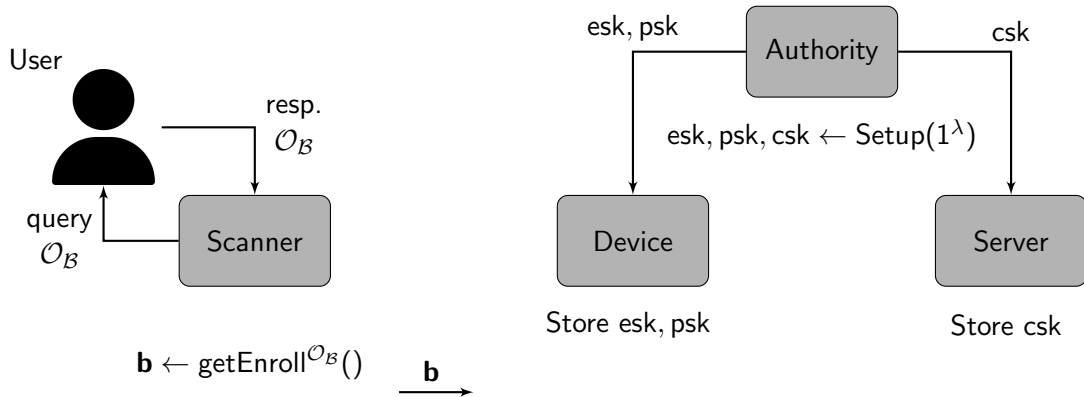 User
resp.
𝒪_ℬ
query
𝒪_ℬ
Scanner
b ← getEnroll^{𝒪_ℬ}()
b
esk, psk
Authority
csk
esk, psk, csk ← Setup(1^λ)
Device
Server
Store esk, psk
Store csk